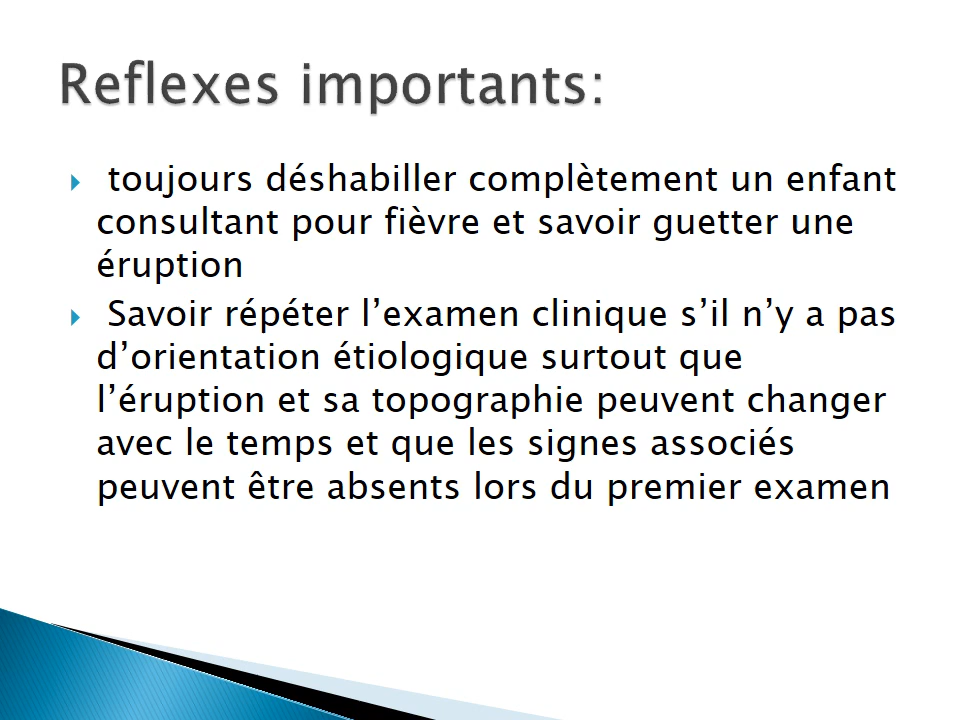 Reflexes importants:
toujours déshabiller complètement un enfant
consultant pour fièvre et savoir guetter une
éruption
Savoir répéter l’examen clinique s’il n’y a pas
d’orientation étiologique surtout que
l’éruption et sa topographie peuvent changer
avec le temps et que les signes associés
peuvent être absents lors du premier examen